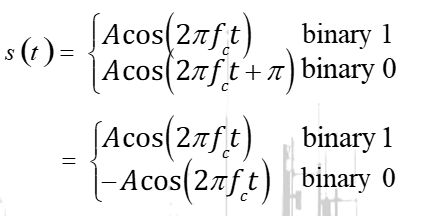 s(t) = { Acos(2πf_c t) binary 1
Acos(2πf_c t + π) binary 0
= { Acos(2πf_c t) binary 1
−Acos(2πf_c t) binary 0